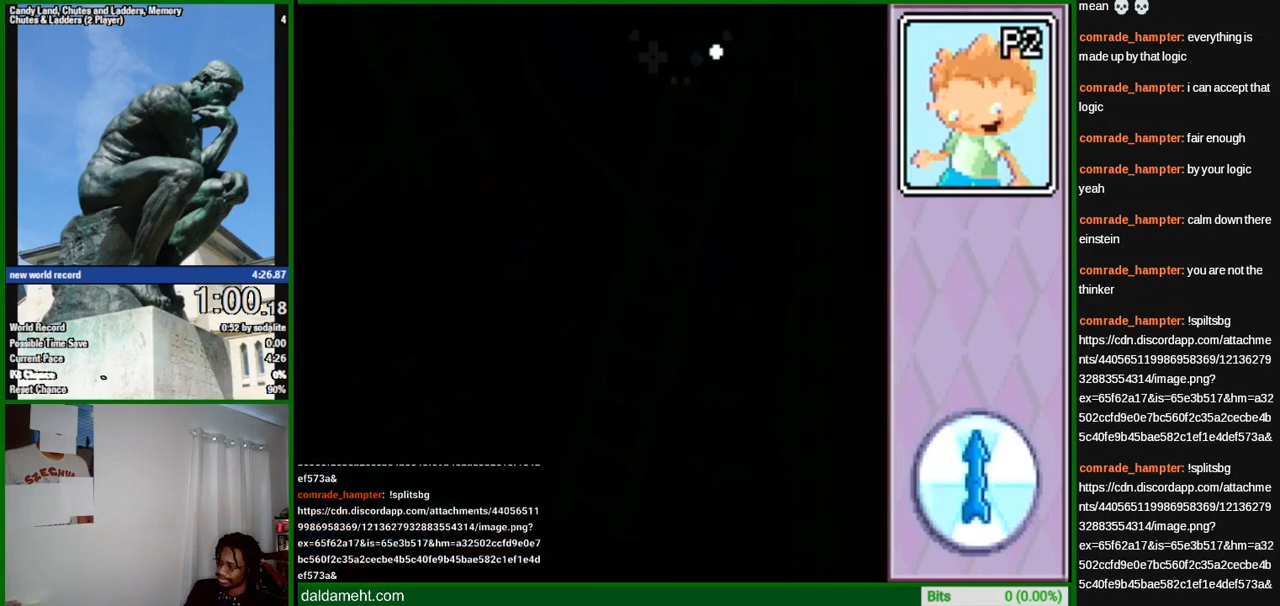 Candy Land, Chutes and Ladders, Memory
Chutes & Ladders (2 Player)
4
new world record
4:26.87
1:00.18
World Record
0:52 by sodalite
Possible Time Save
0.00
Current Pace
4:26
PB Chance
0%
Reset Chance
90%
P2
ef573a&
comrade_hampter: !splitsbg
https://cdn.discordapp.com/attachments/44056511
9986958369/1213627932883554314/image.png?
ex=65f62a17&is=65e3b517&hm=a32502ccfd9e0e7
bc560f2c35a2cecbe4b5c40fe9b45bae582c1ef1e4d
ef573a&
daldameht.com
Bits
0 (0.00%)
mean 💀 💀
comrade_hampter: everything is
made up by that logic
comrade_hampter: i can accept that
logic
comrade_hampter: fair enough
comrade_hampter: by your logic
yeah
comrade_hampter: calm down there
einstein
comrade_hampter: you are not the
thinker
comrade_hampter: !spiltsbg
https://cdn.discordapp.com/attachme
nts/440565119986958369/12136279
32883554314/image.png?
ex=65f62a17&is=65e3b517&hm=a32
502ccfd9e0e7bc560f2c35a2cecbe4b
5c40fe9b45bae582c1ef1e4def573a&
comrade_hampter: !splitsbg
https://cdn.discordapp.com/attachme
nts/440565119986958369/12136279
32883554314/image.png?
ex=65f62a17&is=65e3b517&hm=a32
502ccfd9e0e7bc560f2c35a2cecbe4b
5c40fe9b45bae582c1ef1e4def573a&